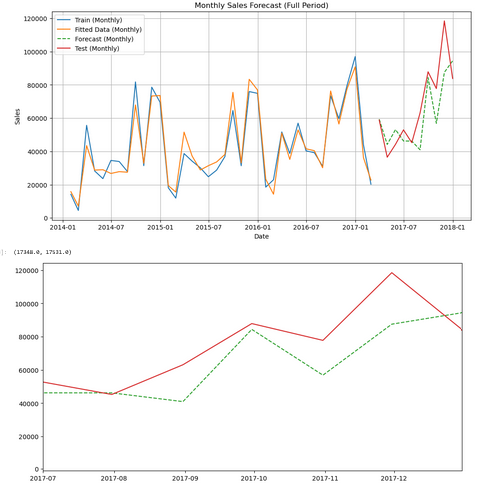 Monthly Sales Forecast (Full Period)
Train (Monthly)
Fitted Data (Monthly)
Forecast (Monthly)
Test (Monthly)
120000
100000
80000
60000
40000
20000
0
Sales
2014-01 2014-07 2015-01 2015-07 2016-01 2016-07 2017-01 2017-07 2018-01
Date
]: (17348.0, 17531.0)
120000
100000
80000
60000
40000
20000
0
2017-07 2017-08 2017-09 2017-10 2017-11 2017-12